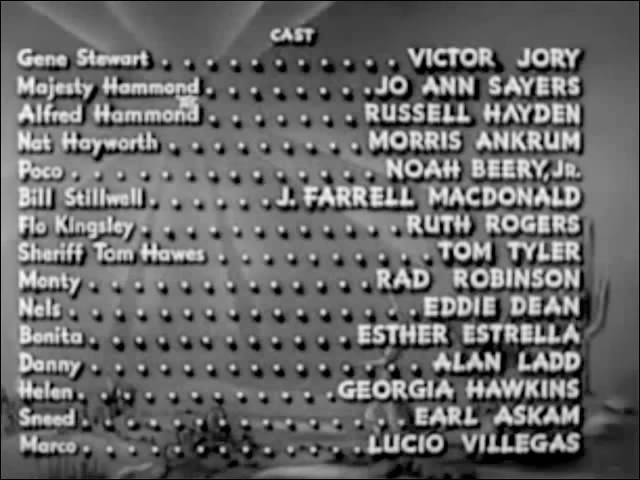 CAST
Gene Stewart . . . . . . . . . . . VICTOR JORY
Majesty Hammond . . . . . . . . JO ANN SAYERS
Alfred Hammond . . . . . . . RUSSELL HAYDEN
Nat Hayworth . . . . . . . . . MORRIS ANKRUM
Poco . . . . . . . . . . . . . . NOAH BEERY, JR.
Bill Stillwell . . . . . . J. FARRELL MACDONALD
Flo Kingsley . . . . . . . . . . . . RUTH ROGERS
Sheriff Tom Hawes . . . . . . . . . TOM TYLER
Monty . . . . . . . . . . . . . RAD ROBINSON
Nels . . . . . . . . . . . . . . . EDDIE DEAN
Bonita . . . . . . . . . . . . ESTHER ESTRELLA
Danny . . . . . . . . . . . . . . . ALAN LADD
Helen . . . . . . . . . . . GEORGIA HAWKINS
Sneed . . . . . . . . . . . . . . EARL ASKAM
Marco . . . . . . . . . . . . LUCIO VILLEGAS